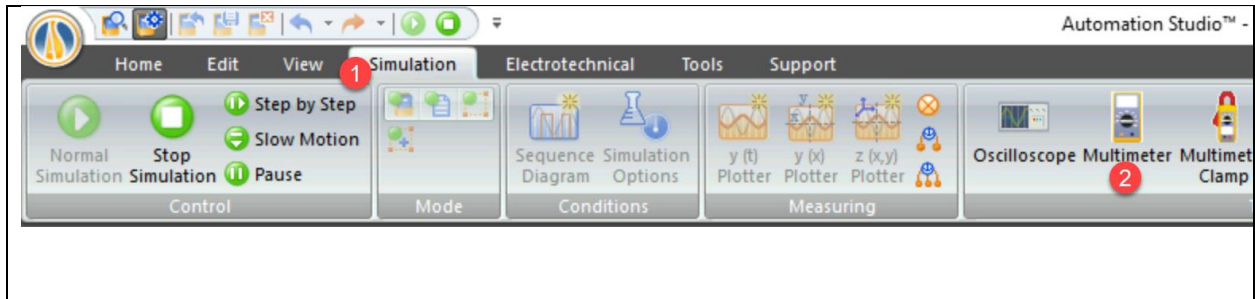 Automation Studio™ -
Home Edit View Simulation Electrotechnical Tools Support
1
Normal Simulation
Stop Simulation
Step by Step
Slow Motion
Pause
Control
Mode
Sequence Diagram
Simulation Options
Conditions
y (t) Plotter
y (x) Plotter
z (x,y) Plotter
Measuring
Oscilloscope
Multimeter
2
Multimet
Clamp